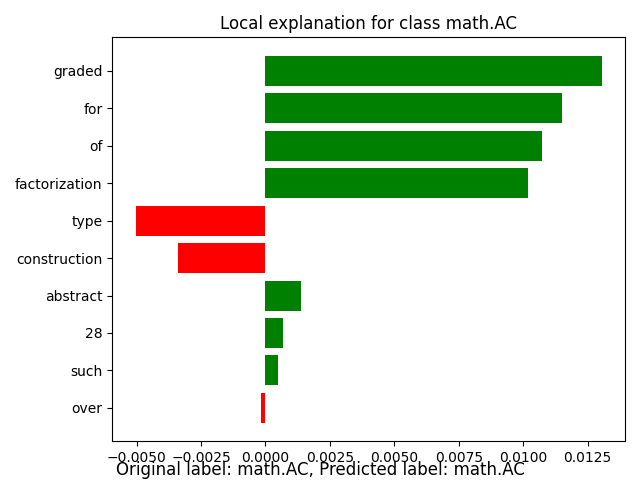 Local explanation for class math.AC
graded
for
of
factorization
type
construction
abstract
28
such
over
−0.0050 −0.0025 0.0000 0.0025 0.0050 0.0075 0.0100 0.0125
Original label: math.AC, Predicted label: math.AC